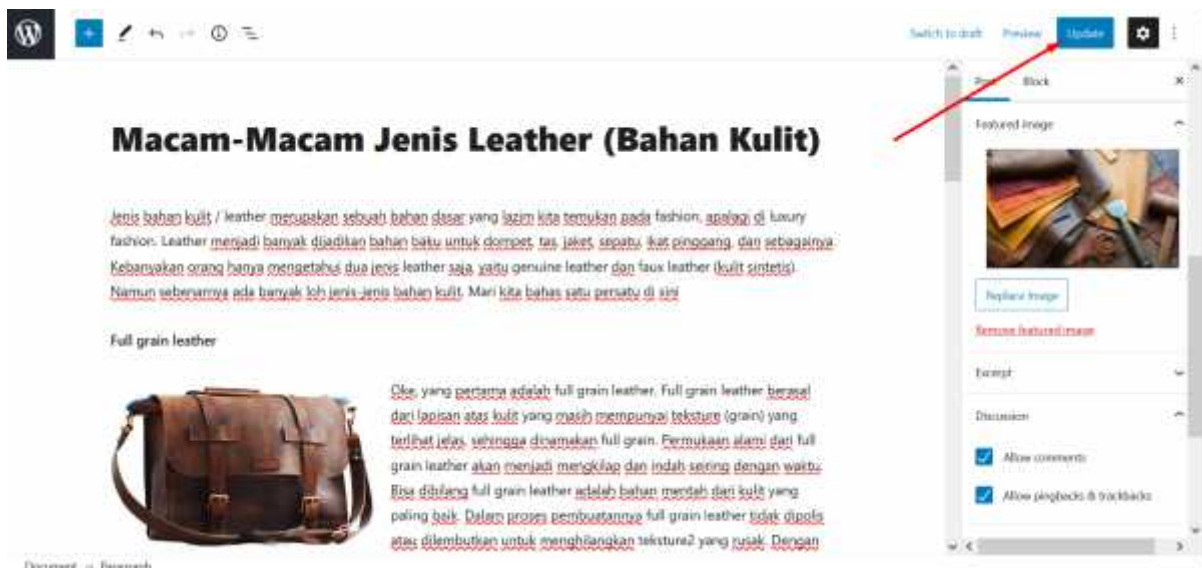 Switch to draft Preview Update
Post Block
Featured Image
Macam-Macam Jenis Leather (Bahan Kulit)
Jenis bahan kulit / leather merupakan sebuah bahan dasar yang lazim kita temukan pada fashion, apalagi di luxury
fashion. Leather menjadi banyak dijadikan bahan baku untuk dompet, tas, jaket, sepatu, ikat pinggang, dan sebagainya.
Kebanyakan orang hanya mengetahui dua jenis leather saja, yaitu genuine leather dan faux leather (kulit sintetis).
Namun sebenarnya ada banyak loh jenis-jenis bahan kulit. Mari kita bahas satu persatu di sini
Full grain leather
Oke, yang pertama adalah full grain leather. Full grain leather berasal
dari lapisan atas kulit yang masih mempunyai teksture (grain) yang
terlihat jelas, sehingga dinamakan full grain. Permukaan alami dari full
grain leather akan menjadi mengkilap dan indah seiring dengan waktu.
Bisa dibilang full grain leather adalah bahan mentah dari kulit yang
paling baik. Dalam proses pembuatannya full grain leather tidak dipolis
atau dilembutkan untuk menghilangkan teksture2 yang rusak. Dengan
Replace Image
Remove featured image
Excerpt
Discussion
Allow comments
Allow pingbacks & trackbacks
Document → Paragraph